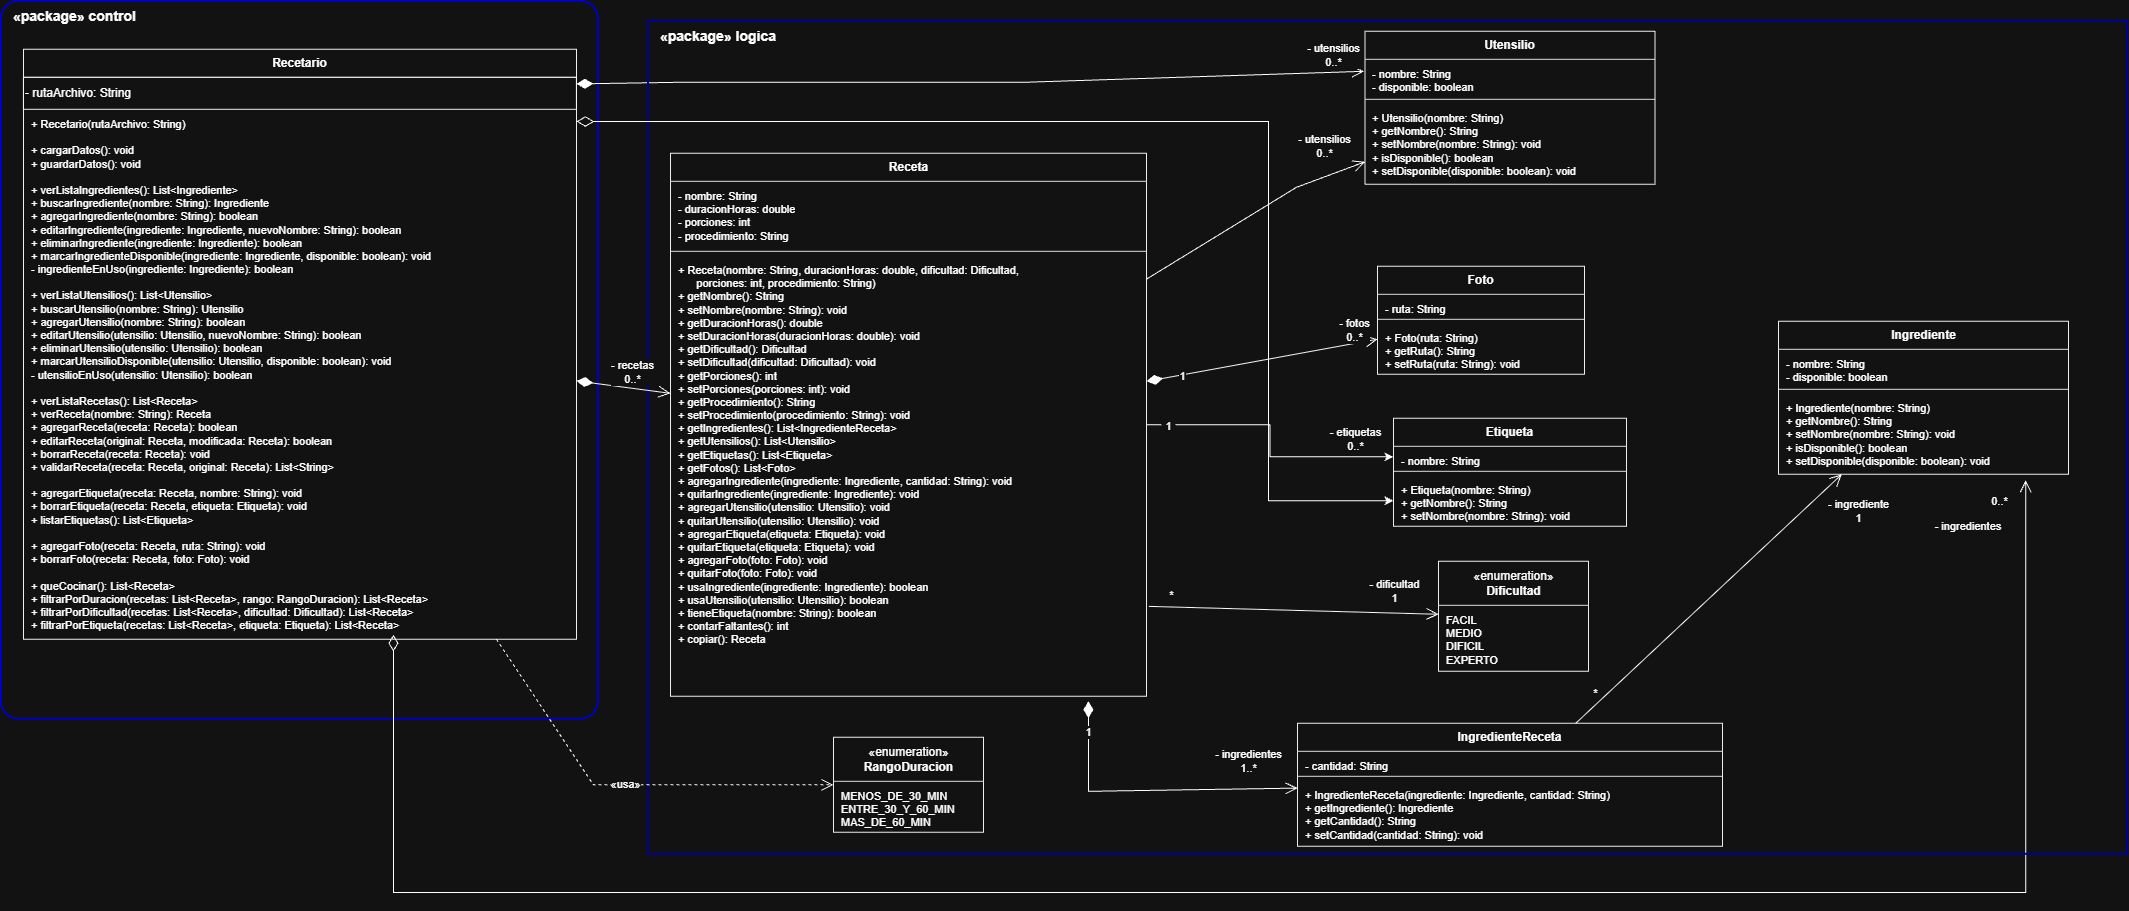 «package» control
Recetario
- rutaArchivo: String
+ Recetario(rutaArchivo: String)
+ cargarDatos(): void
+ guardarDatos(): void
+ verListaIngredientes(): List<Ingrediente>
+ buscarIngrediente(nombre: String): Ingrediente
+ agregarIngrediente(nombre: String): boolean
+ editarIngrediente(ingrediente: Ingrediente, nuevoNombre: String): boolean
+ eliminarIngrediente(ingrediente: Ingrediente): boolean
+ marcarIngredienteDisponible(ingrediente: Ingrediente, disponible: boolean): void
- ingredienteEnUso(ingrediente: Ingrediente): boolean
+ verListaUtensilios(): List<Utensilio>
+ buscarUtensilio(nombre: String): Utensilio
+ agregarUtensilio(nombre: String): boolean
+ editarUtensilio(utensilio: Utensilio, nuevoNombre: String): boolean
+ eliminarUtensilio(utensilio: Utensilio): boolean
+ marcarUtensilioDisponible(utensilio: Utensilio, disponible: boolean): void
- utensilioEnUso(utensilio: Utensilio): boolean
+ verListaRecetas(): List<Receta>
+ verReceta(nombre: String): Receta
+ agregarReceta(receta: Receta): boolean
+ editarReceta(original: Receta, modificada: Receta): boolean
+ borrarReceta(receta: Receta): void
+ validarReceta(receta: Receta, original: Receta): List<String>
+ agregarEtiqueta(receta: Receta, nombre: String): void
+ borrarEtiqueta(receta: Receta, etiqueta: Etiqueta): void
+ listarEtiquetas(): List<Etiqueta>
+ agregarFoto(receta: Receta, ruta: String): void
+ borrarFoto(receta: Receta, foto: Foto): void
+ queCocinar(): List<Receta>
+ filtrarPorDuracion(recetas: List<Receta>, rango: RangoDuracion): List<Receta>
+ filtrarPorDificultad(recetas: List<Receta>, dificultad: Dificultad): List<Receta>
+ filtrarPorEtiqueta(recetas: List<Receta>, etiqueta: Etiqueta): List<Receta>
«package» logica
- utensilios
0..*
Utensilio
- nombre: String
- disponible: boolean
+ Utensilio(nombre: String)
+ getNombre(): String
+ setNombre(nombre: String): void
+ isDisponible(): boolean
+ setDisponible(disponible: boolean): void
- utensilios
0..*
- recetas
0..*
Receta
- nombre: String
- duracionHoras: double
- porciones: int
- procedimiento: String
+ Receta(nombre: String, duracionHoras: double, dificultad: Dificultad,
porciones: int, procedimiento: String)
+ getNombre(): String
+ setNombre(nombre: String): void
+ getDuracionHoras(): double
+ setDuracionHoras(duracionHoras: double): void
+ getDificultad(): Dificultad
+ setDificultad(dificultad: Dificultad): void
+ getPorciones(): int
+ setPorciones(porciones: int): void
+ getProcedimiento(): String
+ setProcedimiento(procedimiento: String): void
+ getIngredientes(): List<IngredienteReceta>
+ getUtensilios(): List<Utensilio>
+ getEtiquetas(): List<Etiqueta>
+ getFotos(): List<Foto>
+ agregarIngrediente(ingrediente: Ingrediente, cantidad: String): void
+ quitarIngrediente(ingrediente: Ingrediente): void
+ agregarUtensilio(utensilio: Utensilio): void
+ quitarUtensilio(utensilio: Utensilio): void
+ agregarEtiqueta(etiqueta: Etiqueta): void
+ quitarEtiqueta(etiqueta: Etiqueta): void
+ agregarFoto(foto: Foto): void
+ quitarFoto(foto: Foto): void
+ usaIngrediente(ingrediente: Ingrediente): boolean
+ usaUtensilio(utensilio: Utensilio): boolean
+ tieneEtiqueta(nombre: String): boolean
+ contarFaltantes(): int
+ copiar(): Receta
- fotos
0..*
1
Foto
- ruta: String
+ Foto(ruta: String)
+ getRuta(): String
+ setRuta(ruta: String): void
1
- etiquetas
0..*
Etiqueta
- nombre: String
+ Etiqueta(nombre: String)
+ getNombre(): String
+ setNombre(nombre: String): void
Ingrediente
- nombre: String
- disponible: boolean
+ Ingrediente(nombre: String)
+ getNombre(): String
+ setNombre(nombre: String): void
+ isDisponible(): boolean
+ setDisponible(disponible: boolean): void
- ingrediente
1
0..*
- ingredientes
*
- dificultad
1
«enumeration»
Dificultad
FACIL
MEDIO
DIFICIL
EXPERTO
*
1
- ingredientes
1..*
IngredienteReceta
- cantidad: String
+ IngredienteReceta(ingrediente: Ingrediente, cantidad: String)
+ getIngrediente(): Ingrediente
+ getCantidad(): String
+ setCantidad(cantidad: String): void
«usa»
«enumeration»
RangoDuracion
MENOS_DE_30_MIN
ENTRE_30_Y_60_MIN
MAS_DE_60_MIN